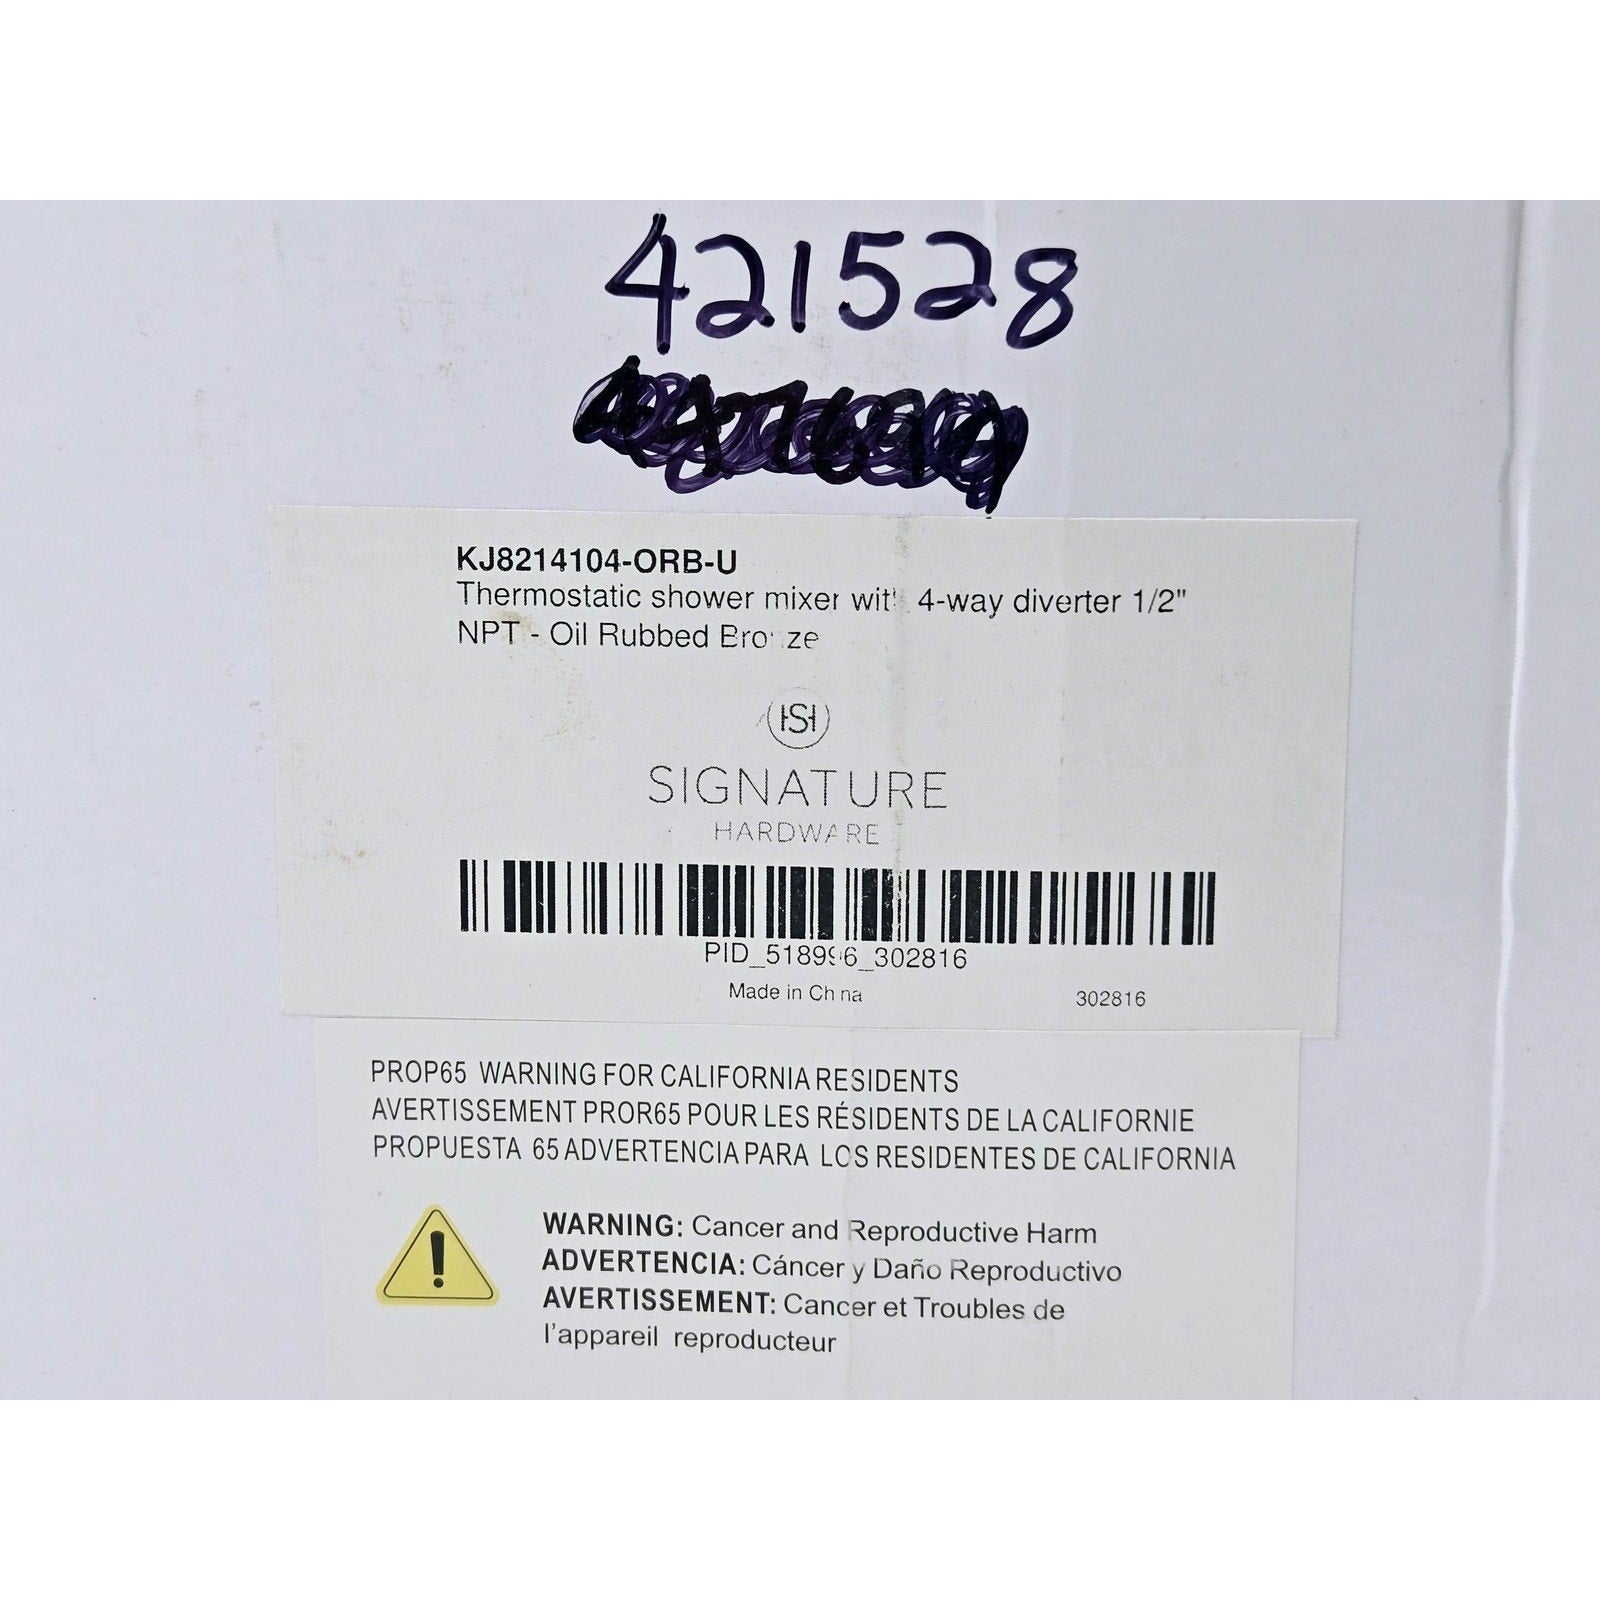 421528
KJ8214104-ORB-U
Thermostatic shower mixer with 4-way diverter 1/2"
NPT - Oil Rubbed Bronze
SH
SIGNATURE
HARDWARE
PID_518996_302816
Made in China
302816
PROP65 WARNING FOR CALIFORNIA RESIDENTS
AVERTISSEMENT PROR65 POUR LES RÉSIDENTS DE LA CALIFORNIE
PROPUESTA 65 ADVERTENCIA PARA LOS RESIDENTES DE CALIFORNIA
WARNING: Cancer and Reproductive Harm
ADVERTENCIA: Cáncer y Daño Reproductivo
AVERTISSEMENT: Cancer et Troubles de
l'appareil reproducteur